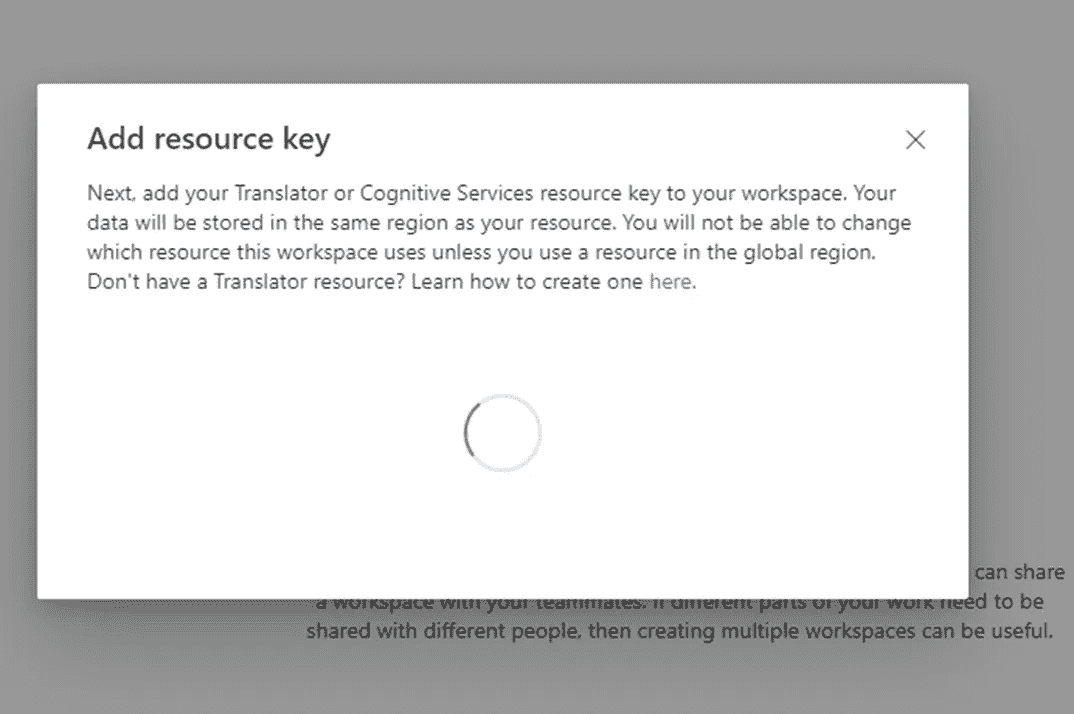 Add resource key
Next, add your Translator or Cognitive Services resource key to your workspace. Your
data will be stored in the same region as your resource. You will not be able to change
which resource this workspace uses unless you use a resource in the global region.
Don't have a Translator resource? Learn how to create one here.
can share
a workspace with your teammates. If different parts of your work need to be
shared with different people, then creating multiple workspaces can be useful.